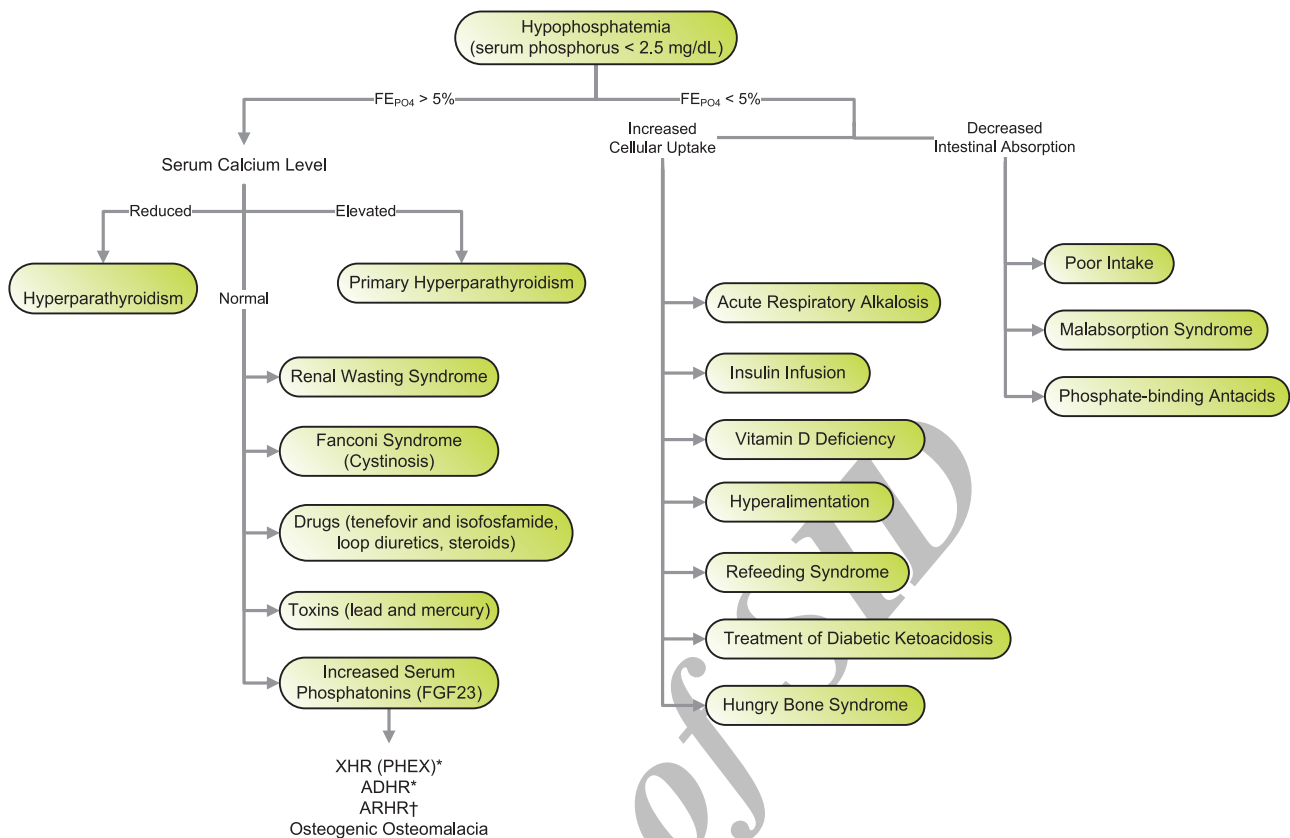 Hypophosphatemia
(serum phosphorus < 2.5 mg/dL)
FEPO4 > 5%
FEPO4 < 5%
Serum Calcium Level
Increased
Cellular Uptake
Decreased
Intestinal Absorption
Reduced
Elevated
Hyperparathyroidism
Normal
Primary Hyperparathyroidism
Renal Wasting Syndrome
Fanconi Syndrome
(Cystinosis)
Drugs (tenefovir and isofosfamide,
loop diuretics, steroids)
Toxins (lead and mercury)
Increased Serum
Phosphatonins (FGF23)
XHR (PHEX)*
ADHR*
ARHR†
Osteogenic Osteomalacia
Acute Respiratory Alkalosis
Insulin Infusion
Vitamin D Deficiency
Hyperalimentation
Refeeding Syndrome
Treatment of Diabetic Ketoacidosis
Hungry Bone Syndrome
Poor Intake
Malabsorption Syndrome
Phosphate-binding Antacids
of SID